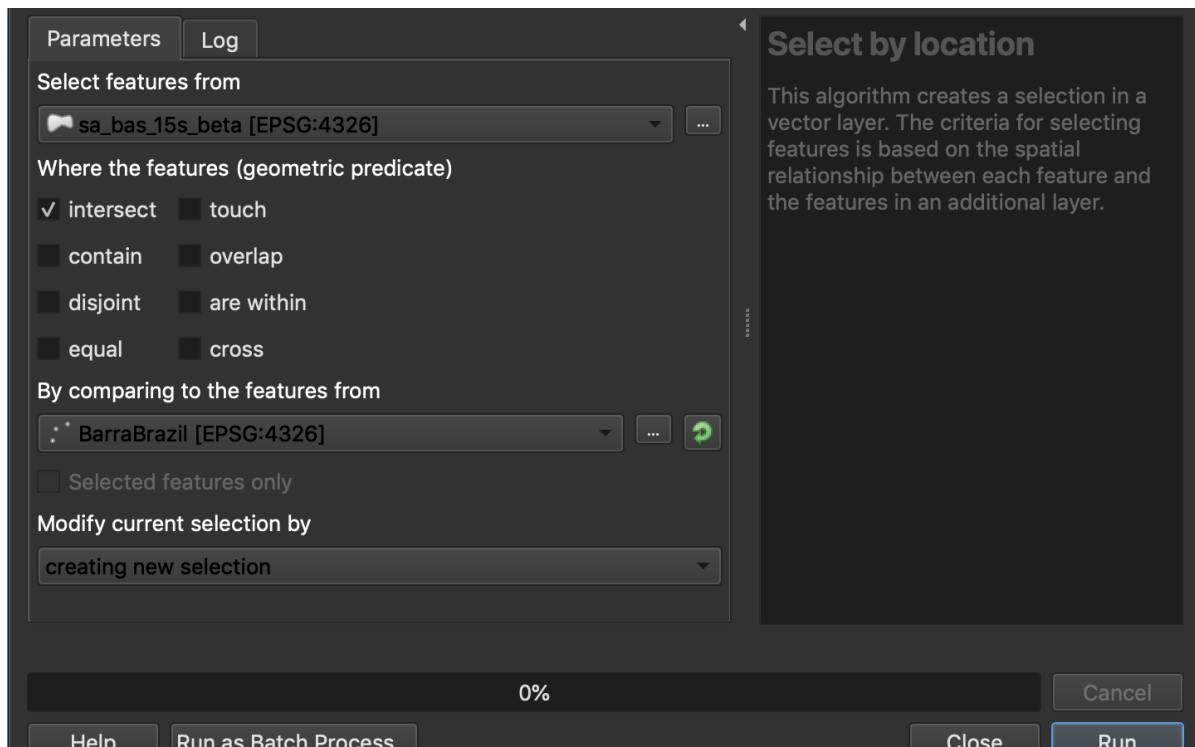 Parameters
Log
Select features from
sa_bas_15s_beta [EPSG:4326]
...
Where the features (geometric predicate)
intersect
touch
contain
overlap
disjoint
are within
equal
cross
By comparing to the features from
BarraBrazil [EPSG:4326]
...
Selected features only
Modify current selection by
creating new selection
Select by location
This algorithm creates a selection in a
vector layer. The criteria for selecting
features is based on the spatial
relationship between each feature and
the features in an additional layer.
0%
Cancel
Help
Run as Batch Process
Close
Run